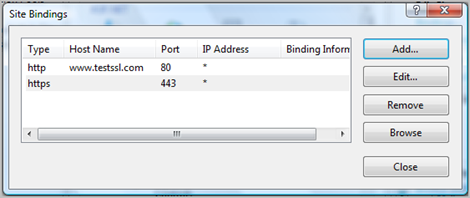 Site Bindings
Type Host Name Port IP Address Binding Inform
http www.testssl.com 80 *
https 443 *
Add...
Edit...
Remove
Browse
Close